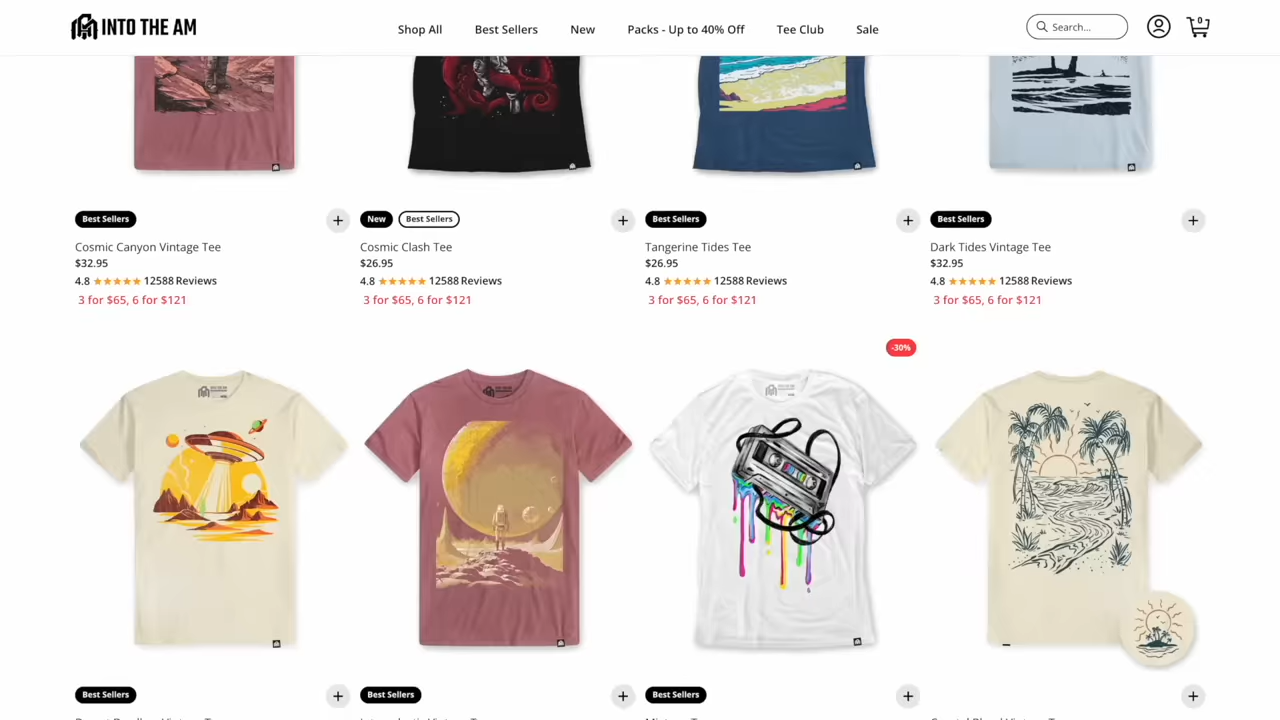 INTO THE AM
Shop All
Best Sellers
New
Packs - Up to 40% Off
Tee Club
Sale
Search...
0
Best Sellers
Cosmic Canyon Vintage Tee
$32.95
4.8 ★★★★★ 12588 Reviews
3 for $65, 6 for $121
New
Best Sellers
Cosmic Clash Tee
$26.95
4.8 ★★★★★ 12588 Reviews
3 for $65, 6 for $121
Best Sellers
Tangerine Tides Tee
$26.95
4.8 ★★★★★ 12588 Reviews
3 for $65, 6 for $121
Best Sellers
Dark Tides Vintage Tee
$32.95
4.8 ★★★★★ 12588 Reviews
3 for $65, 6 for $121
-30%
Best Sellers
Best Sellers
Best Sellers